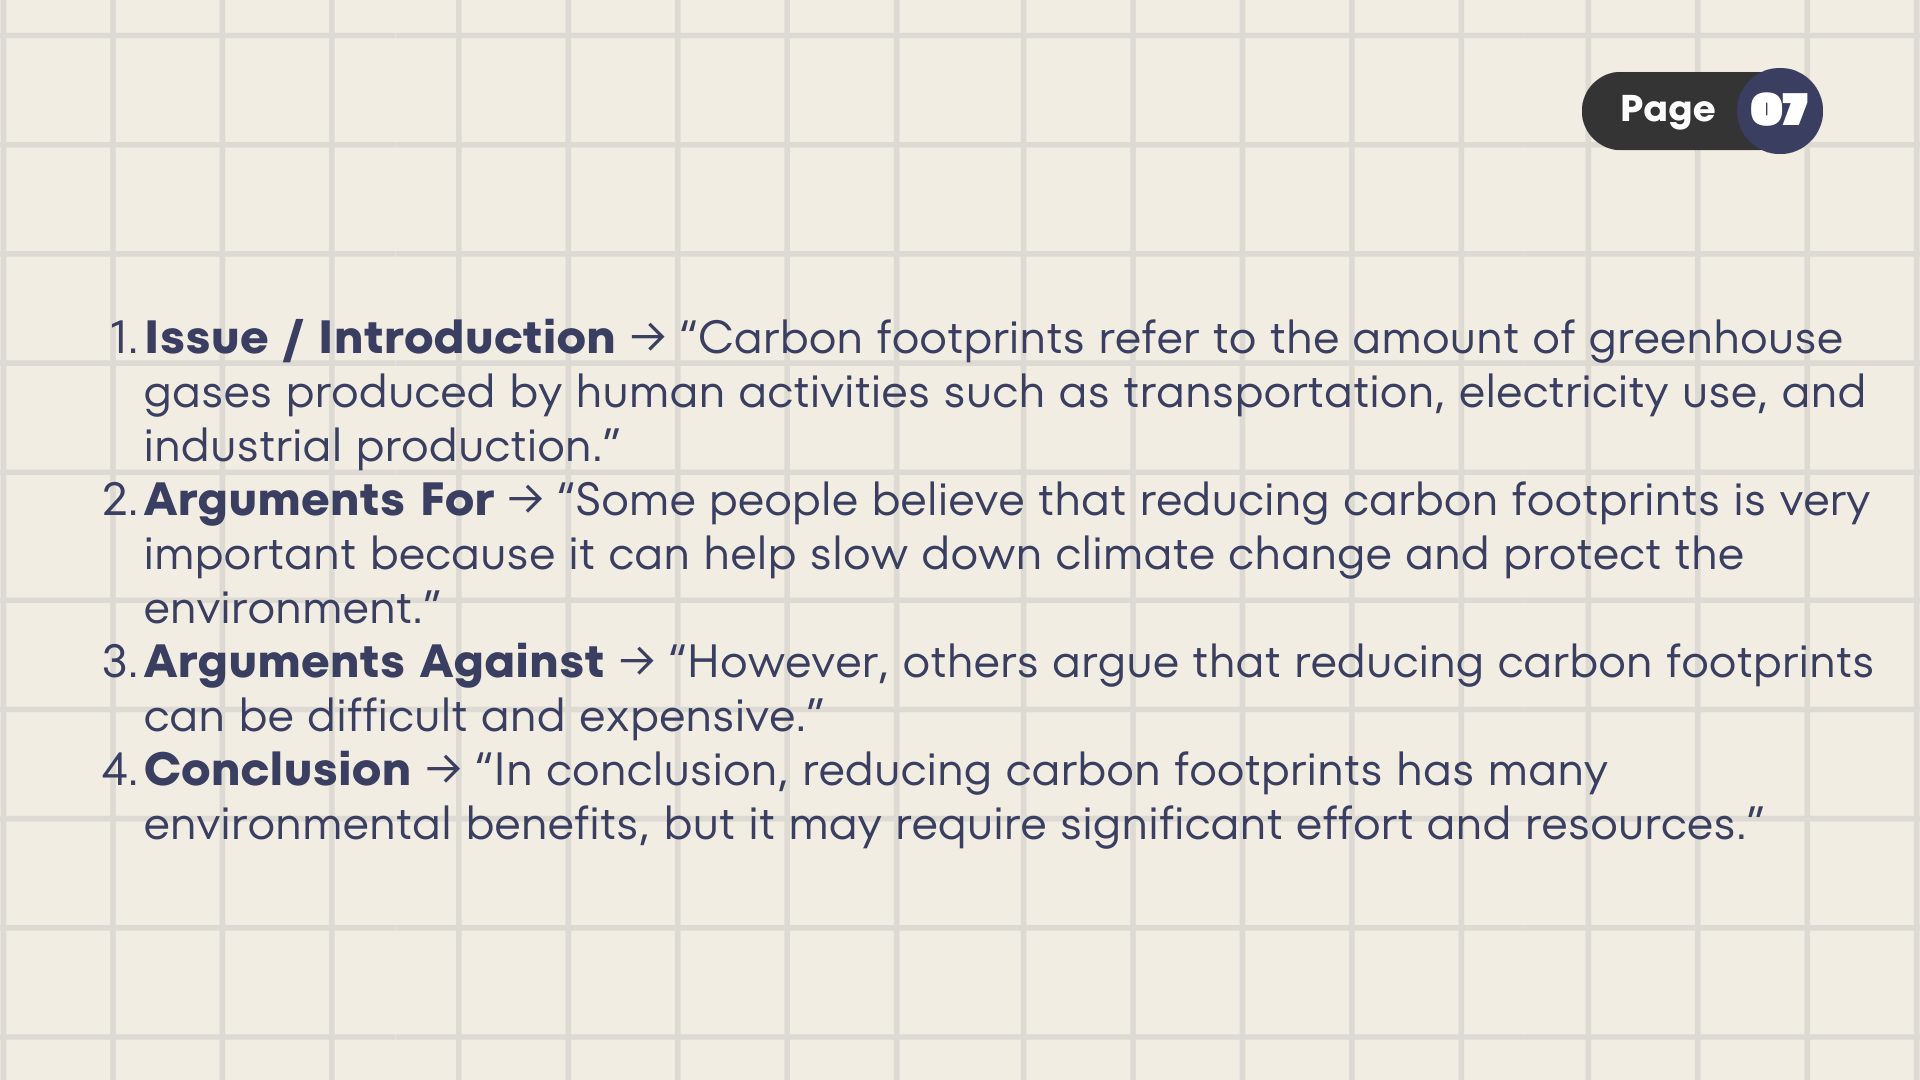 Page 07
1. Issue / Introduction → “Carbon footprints refer to the amount of greenhouse
gases produced by human activities such as transportation, electricity use, and
industrial production.”
2. Arguments For → “Some people believe that reducing carbon footprints is very
important because it can help slow down climate change and protect the
environment.”
3. Arguments Against → “However, others argue that reducing carbon footprints
can be difficult and expensive.”
4. Conclusion → “In conclusion, reducing carbon footprints has many
environmental benefits, but it may require significant effort and resources.”